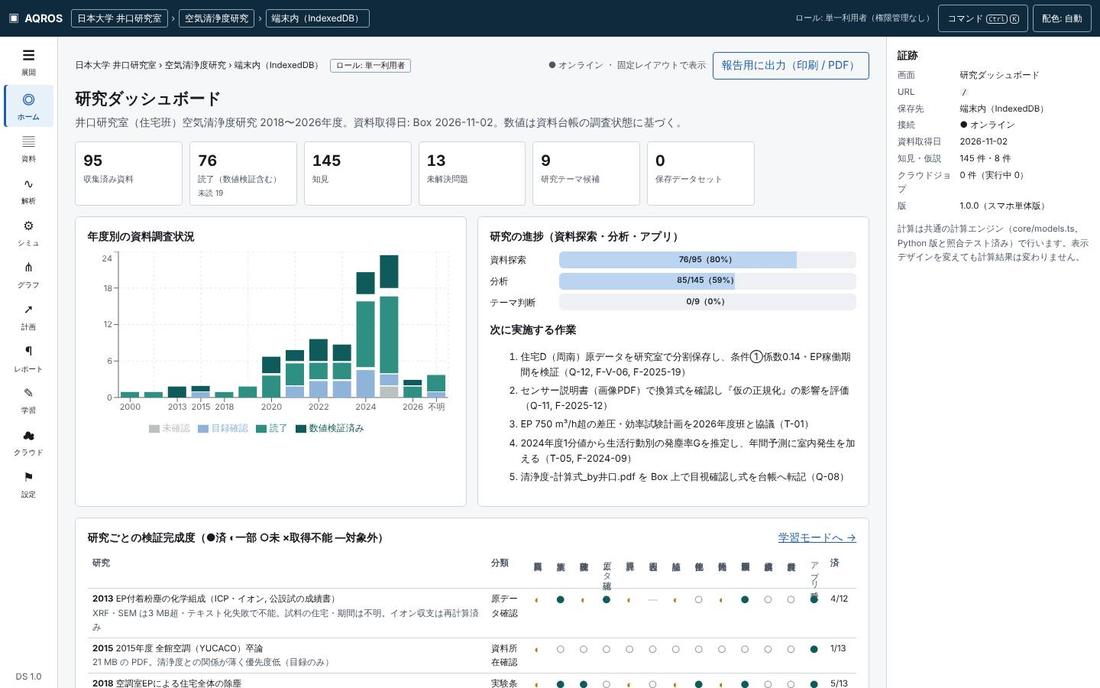 AQROS 日本大学 井口研究室 › 空気清浄度研究 › 端末内（IndexedDB） ロール: 単一利用者（権限管理なし） コマンド Ctrl K 配色: 自動
展開
ホーム
資料
解析
シミュ
グラフ
計画
レポート
学習
クラウド
設定
DS 1.0
日本大学 井口研究室 › 空気清浄度研究 › 端末内（IndexedDB） ロール: 単一利用者 ● オンライン ・ 固定レイアウトで表示 報告用に出力（印刷 / PDF）
研究ダッシュボード
井口研究室（住宅班）空気清浄度研究 2018〜2026年度。資料取得日: Box 2026-11-02。数値は資料台帳の調査状態に基づく。
95
収集済み資料
76
読了（数値検証含む）
未読 19
145
知見
13
未解決問題
9
研究テーマ候補
0
保存データセット
年度別の資料調査状況
24
18
12
6
0
2000 2013 2015 2018 2020 2022 2024 2026 不明
未確認 目録確認 読了 数値検証済み
研究の進捗（資料探索・分析・アプリ）
資料探索 76/95（80%）
分析 85/145（59%）
テーマ判断 0/9（0%）
次に実施する作業
1. 住宅D（周南）原データを研究室で分割保存し、条件①係数0.14・EP稼働期
間を検証（Q-12, F-V-06, F-2025-19）
2. センサー説明書（画像PDF）で換算式を確認し『仮の正規化』の影響を評価
（Q-11, F-2025-12）
3. EP 750 m³/h超の差圧・効率試験計画を2026年度班と協議（T-01）
4. 2024年度1分値から生活行動別の発塵率Gを推定し、年間予測に室内発生を加
える（T-05, F-2024-09）
5. 清浄度-計算式_by井口.pdf を Box 上で目視確認し式を台帳へ転記（Q-08）
研究ごとの検証完成度（●済 ◖一部 ○未 ×取得不能 —対象外） 学習モードへ →
研究 分類 済
2013 EP付着粉塵の化学組成（ICP・イオン, 公設試の成績書） 原デー
XRF・SEM は3 MB超・テキスト化失敗で不能。試料の住宅・期間は不明。イオン収支は再計算済 タ確認 4/12
み
2015 2015年度 全館空調（YUCACO）卒論 資料所
21 MB の PDF。清浄度との関係が薄く優先度低（目録のみ） 在確認 1/13
2018 空調室EPによる住宅全体の除塵 実験条 5/13
証跡
画面 研究ダッシュボード
URL /
保存先 端末内（IndexedDB）
接続 ● オンライン
資料取得日 2026-11-02
知見・仮説 145 件・8 件
クラウドジョ 0 件（実行中 0）
ブ
版 1.0.0（スマホ単体版）
計算は共通の計算エンジン（core/models.ts。
Python 版と照合テスト済み）で行います。表示
デザインを変えても計算結果は変わりません。